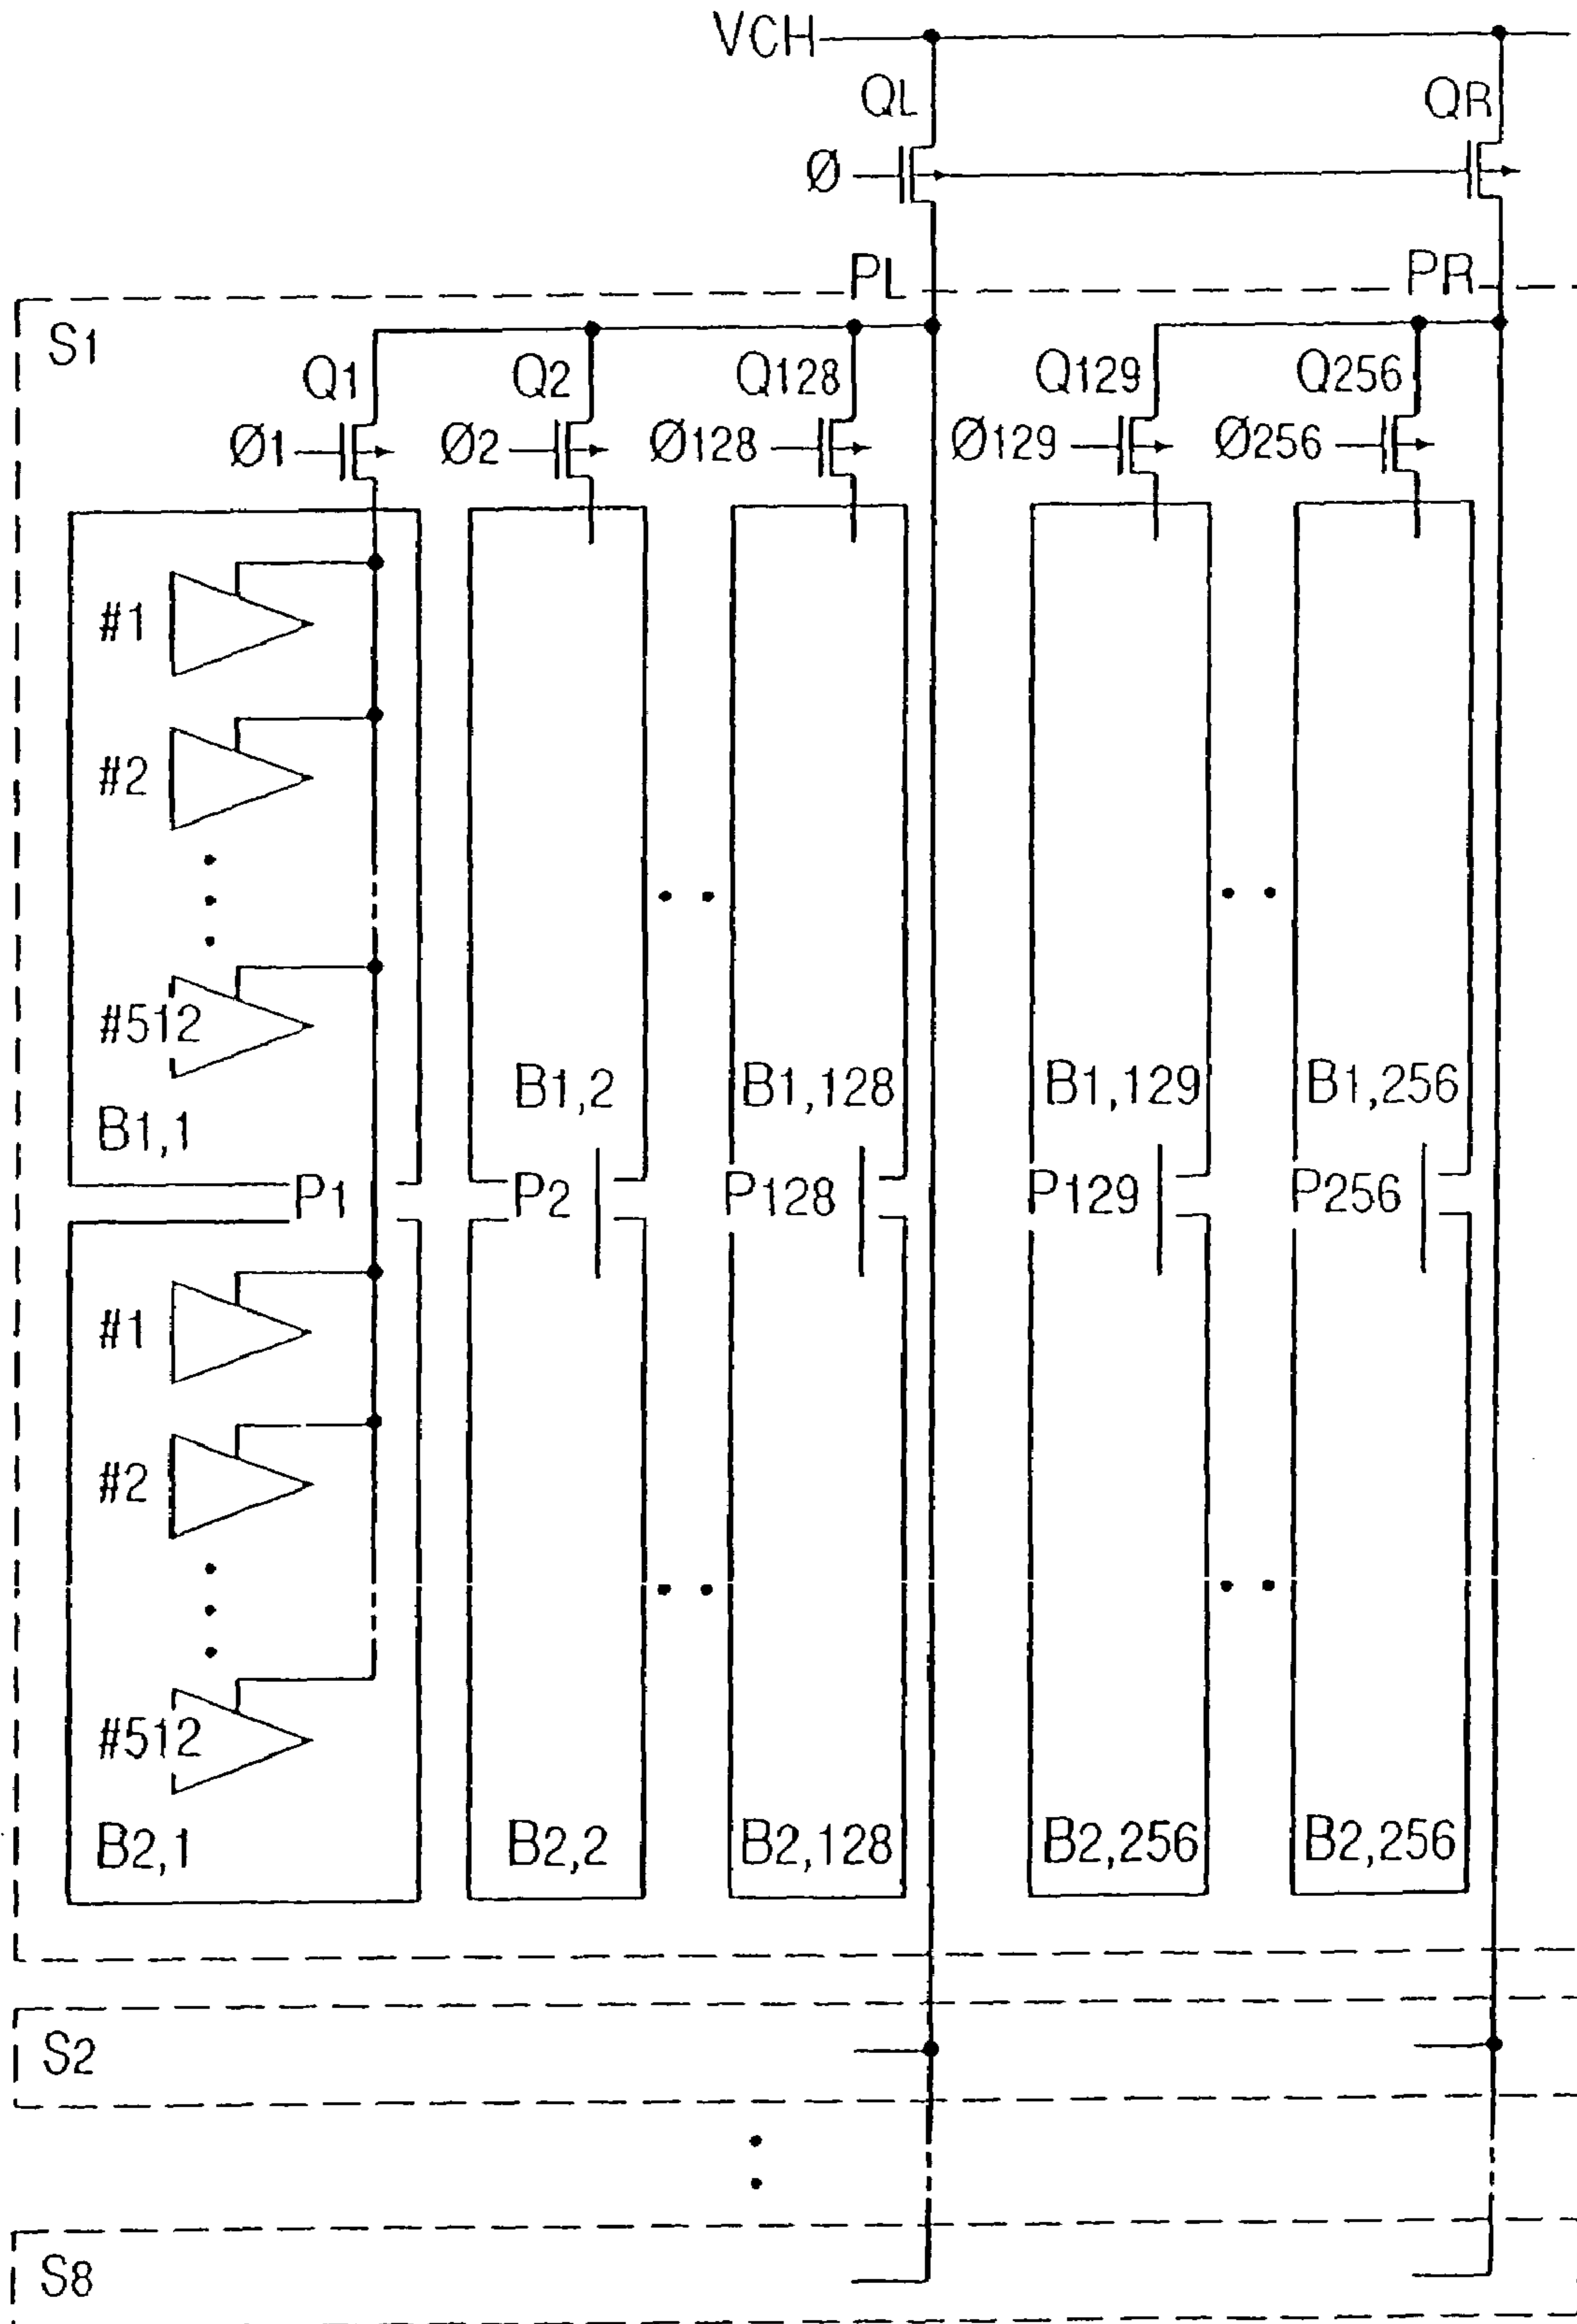 VCH
QL QR
Ø
PL PR
S1
Q1 Q2 Q128 Q129 Q256
Ø1 Ø2 Ø128 Ø129 Ø256
#1
#2
#512
B1,1 B1,2 B1,128 B1,129 B1,256
P1 P2 P128 P129 P256
#1
#2
#512
B2,1 B2,2 B2,128 B2,256 B2,256
S2
S8